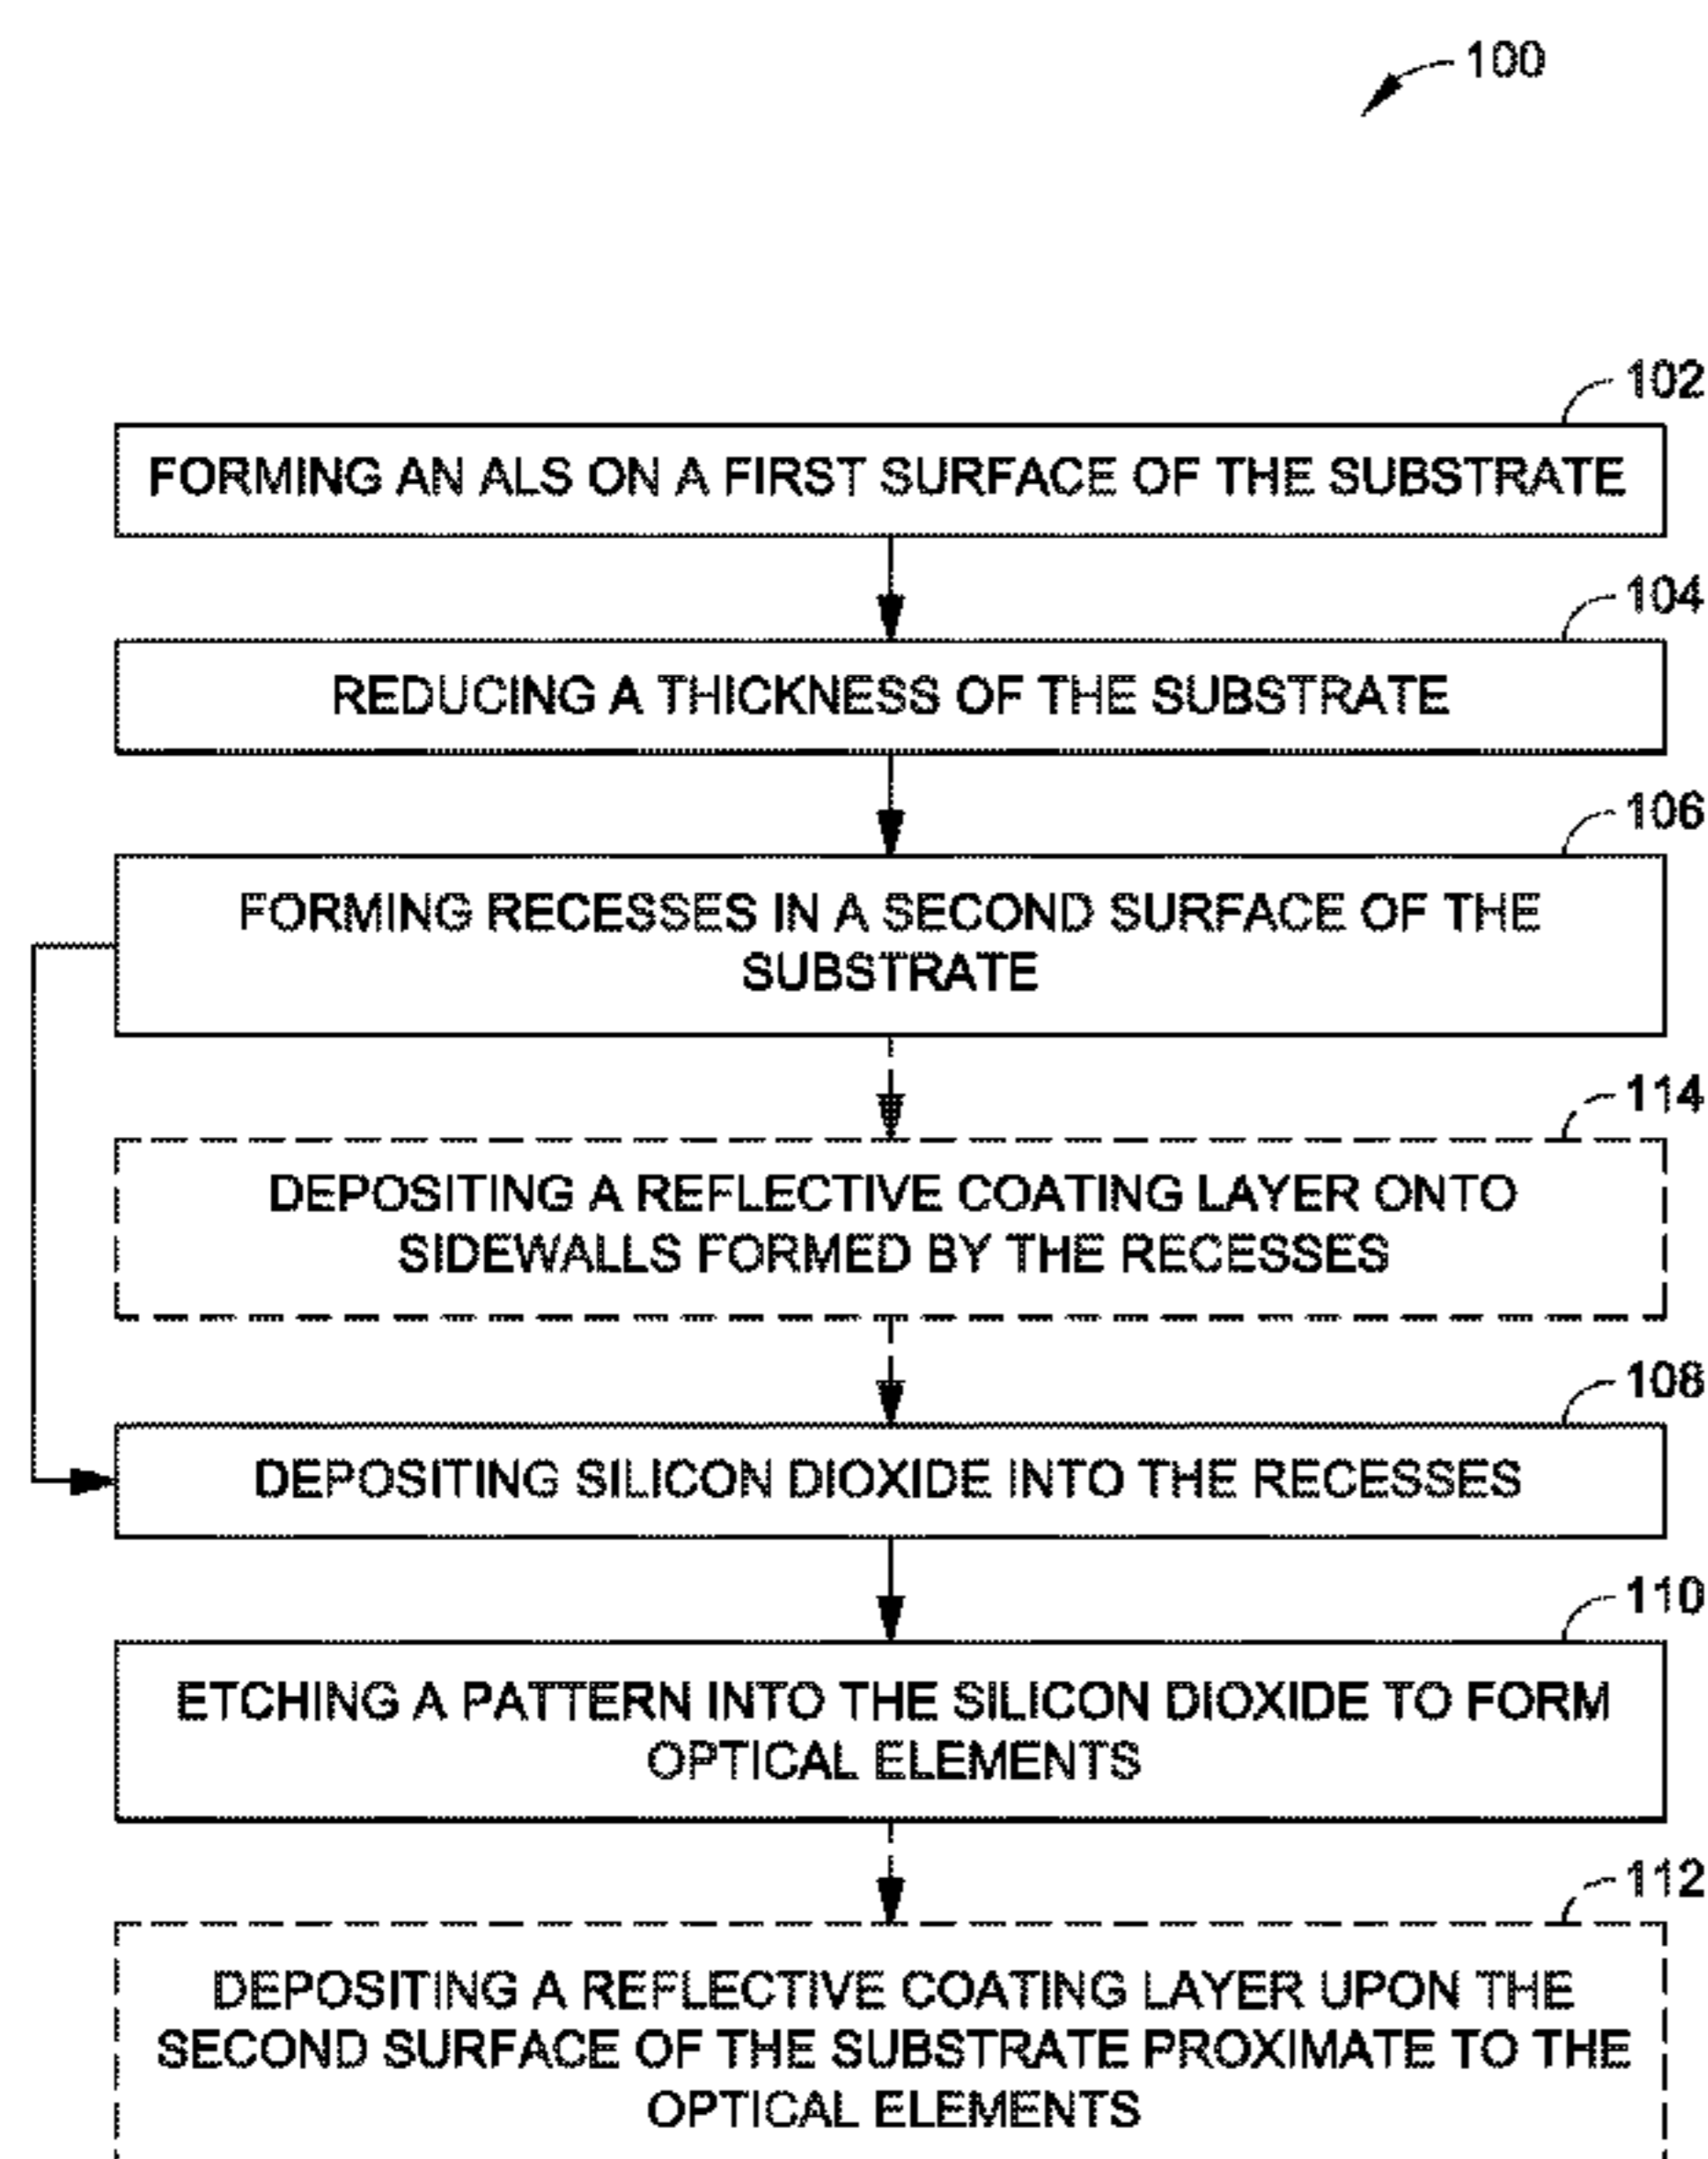 100
102
FORMING AN ALS ON A FIRST SURFACE OF THE SUBSTRATE
104
REDUCING A THICKNESS OF THE SUBSTRATE
106
FORMING RECESSES IN A SECOND SURFACE OF THE
SUBSTRATE
114
DEPOSITING A REFLECTIVE COATING LAYER ONTO
SIDEWALLS FORMED BY THE RECESSES
108
DEPOSITING SILICON DIOXIDE INTO THE RECESSES
110
ETCHING A PATTERN INTO THE SILICON DIOXIDE TO FORM
OPTICAL ELEMENTS
112
DEPOSITING A REFLECTIVE COATING LAYER UPON THE
SECOND SURFACE OF THE SUBSTRATE PROXIMATE TO THE
OPTICAL ELEMENTS